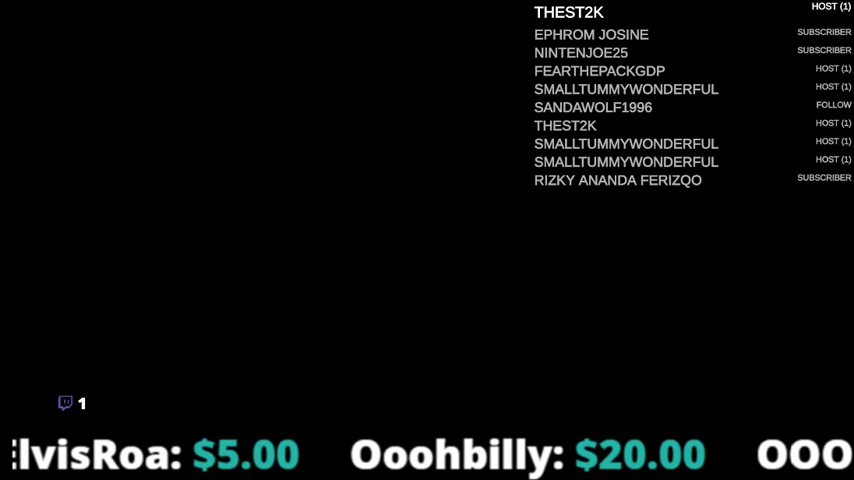 THEST2K HOST (1)
EPHROM JOSINE SUBSCRIBER
NINTENJOE25 SUBSCRIBER
FEARTHEPACKGDP HOST (1)
SMALLTUMMYWONDERFUL HOST (1)
SANDAWOLF1996 FOLLOW
THEST2K HOST (1)
SMALLTUMMYWONDERFUL HOST (1)
SMALLTUMMYWONDERFUL HOST (1)
RIZKY ANANDA FERIZQO SUBSCRIBER
1
lvisRoa: $5.00 Ooohbilly: $20.00 OOO